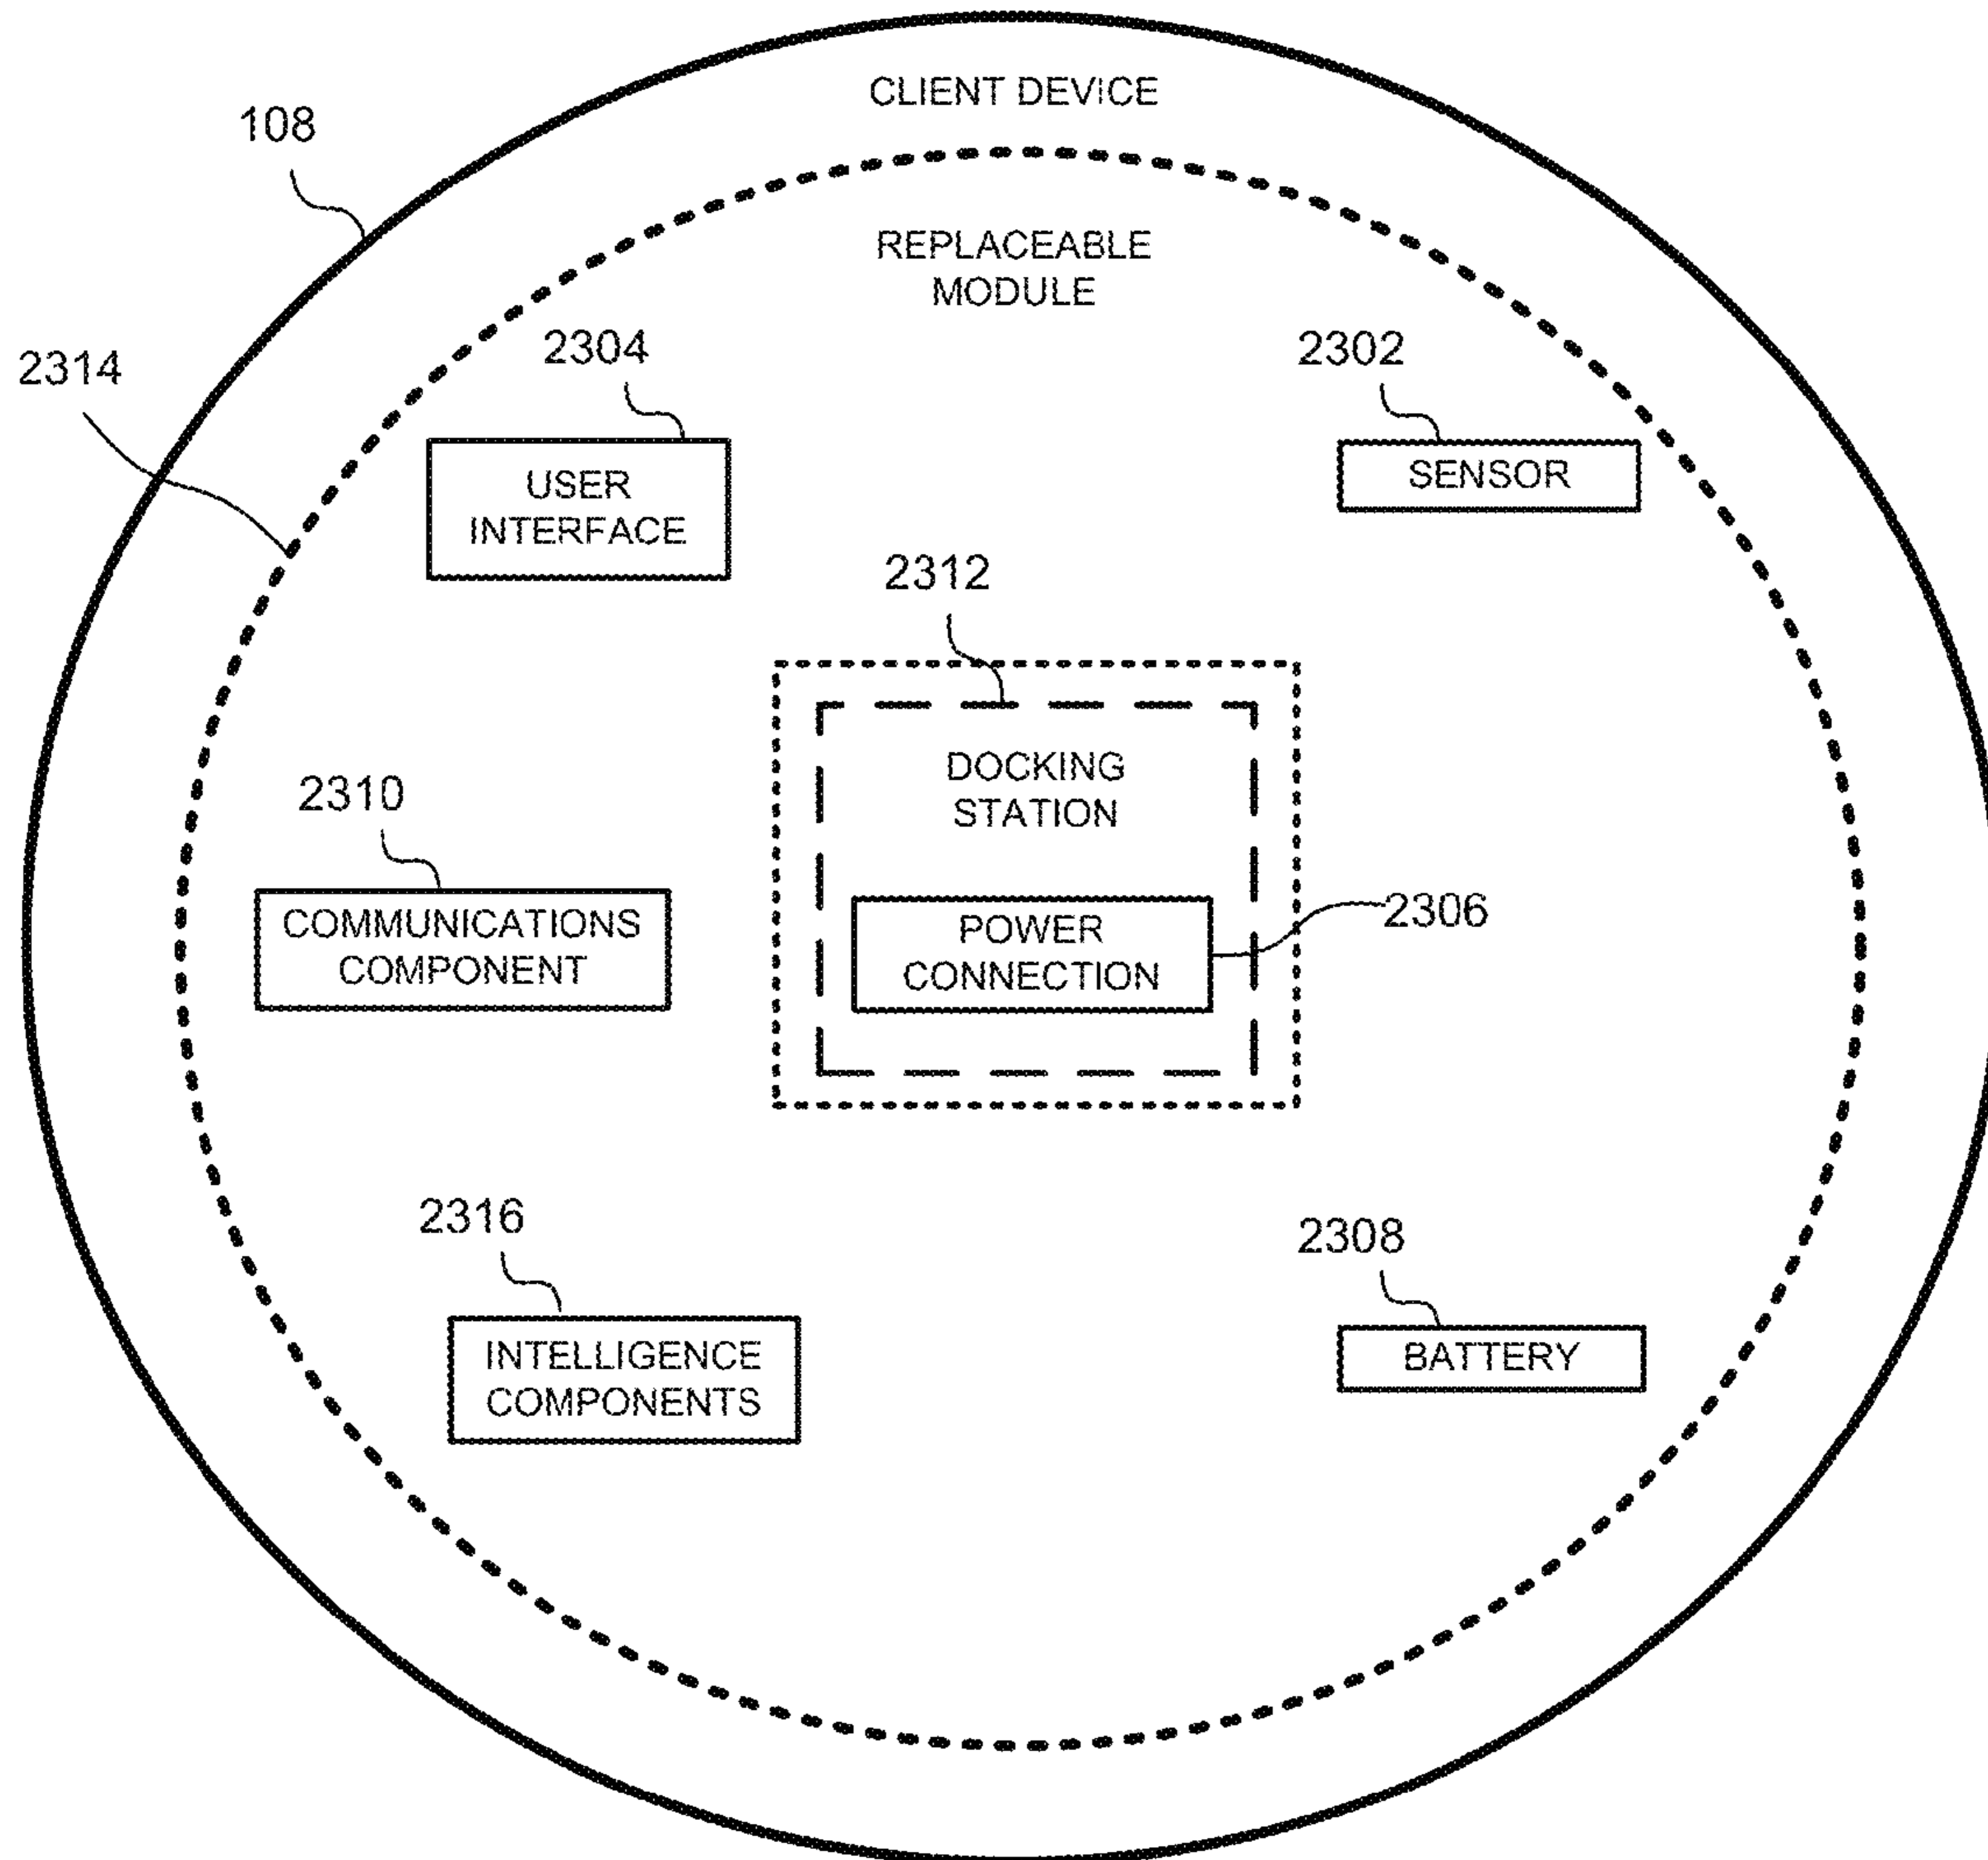 CLIENT DEVICE
108
REPLACEABLE
MODULE
2314
2304
2302
USER
INTERFACE
SENSOR
2312
DOCKING
STATION
2310
COMMUNICATIONS
COMPONENT
POWER
CONNECTION
2306
2316
2308
INTELLIGENCE
COMPONENTS
BATTERY